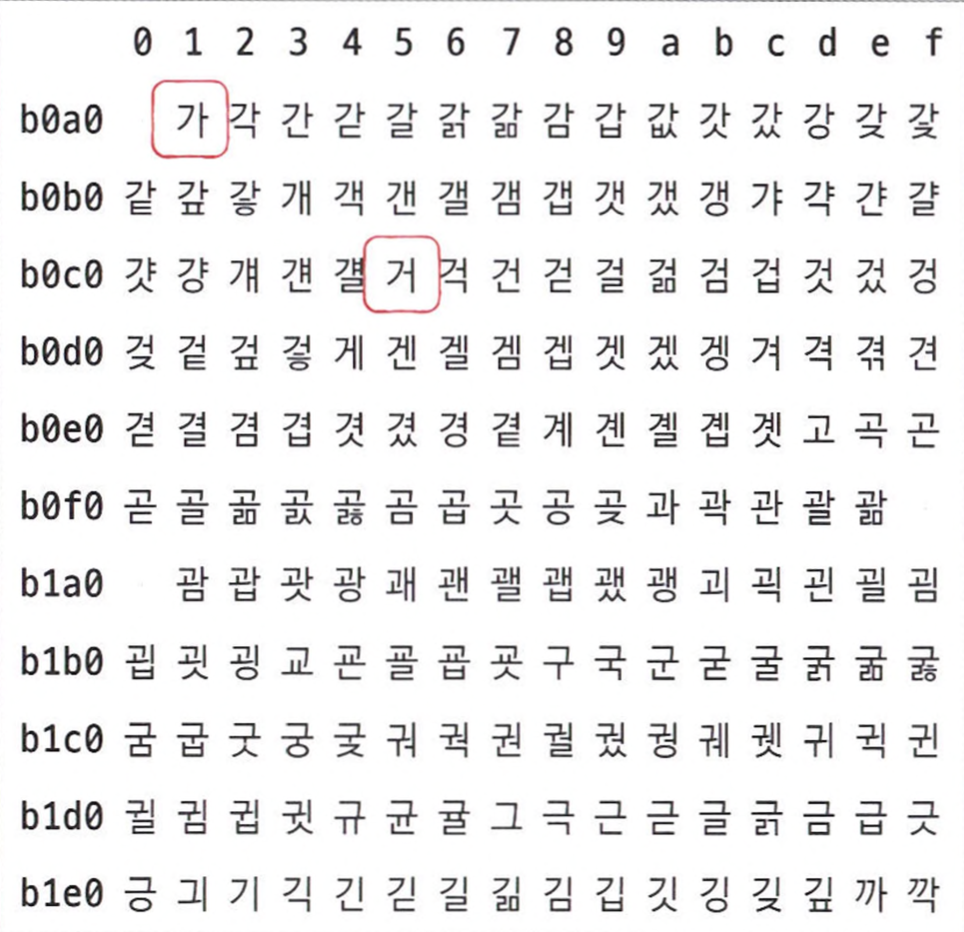 0 1 2 3 4 5 6 7 8 9 a b c d e f
b0a0 가 각 간 갇 갈 갉 갊 감 갑 값 갓 갔 강 갖 갗
b0b0 같 갚 갛 개 객 갠 갤 갬 갭 갯 갰 갱 갸 갹 갼 걀
b0c0 걋 걍 걔 걘 걜 거 걱 건 걷 걸 걺 검 겁 것 겄 겅
b0d0 겆 겉 겊 겋 게 겐 겔 겜 겝 겟 겠 겡 겨 격 겪 견
b0e0 겯 결 겸 겹 겻 겼 경 곁 계 곈 곌 곕 곗 고 곡 곤
b0f0 곧 골 곪 곬 곯 곰 곱 곳 공 곶 과 곽 관 괄 괆
b1a0 괌 괍 괏 광 괘 괜 괠 괩 괬 괭 괴 괵 괸 괼 굄
b1b0 굅 굇 굉 교 굔 굘 굡 굣 구 국 군 굳 굴 굵 굶 굻
b1c0 굼 굽 굿 궁 궂 궈 궉 권 궐 궜 궝 궤 궷 귀 귁 귄
b1d0 귈 귐 귑 귓 규 균 귤 그 극 근 귿 글 긁 금 급 긋
b1e0 긍 긔 기 긱 긴 긷 길 긺 김 깁 깃 깅 깆 깊 까 깍